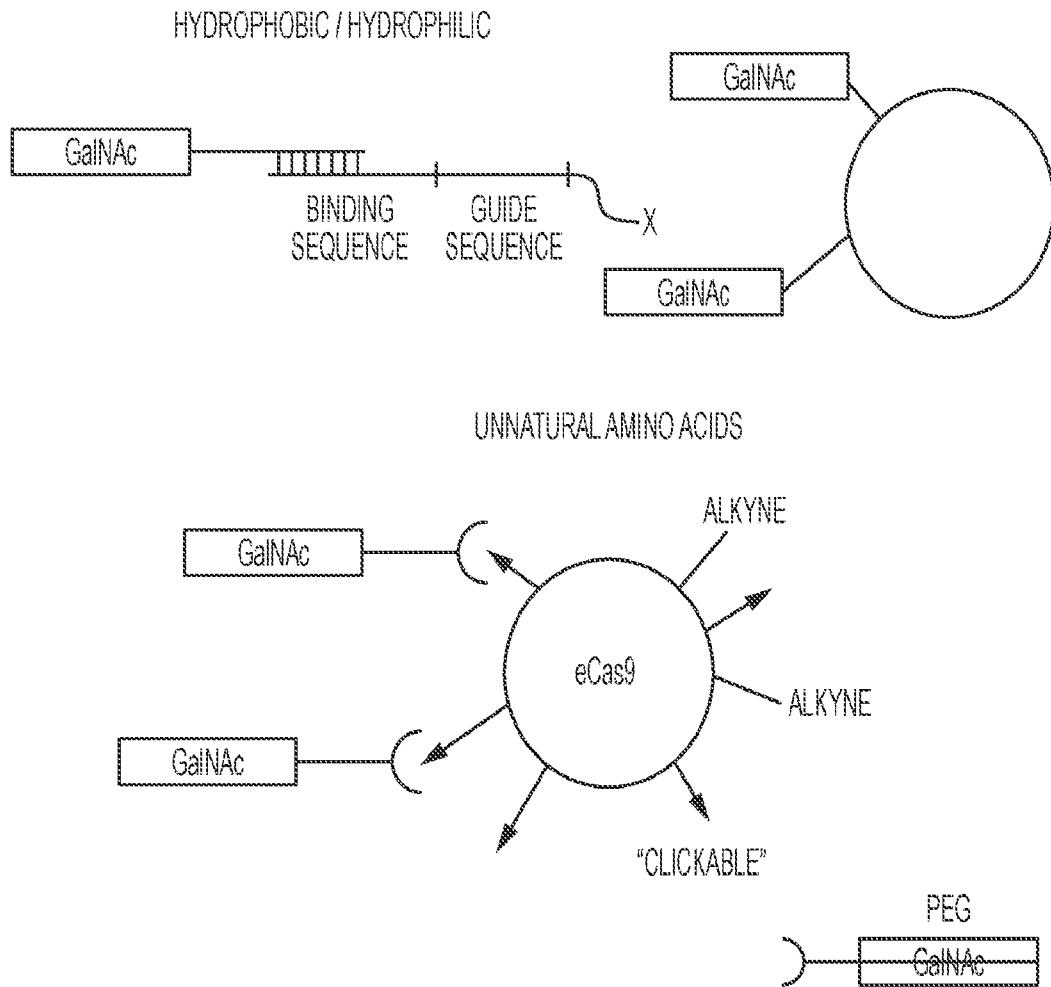 HYDROPHOBIC / HYDROPHILIC
GalNAc
GalNAc
BINDING
SEQUENCE
GUIDE
SEQUENCE
X
GalNAc
UNNATURAL AMINO ACIDS
ALKYNE
GalNAc
eCas9
ALKYNE
GalNAc
"CLICKABLE"
PEG
GalNAc